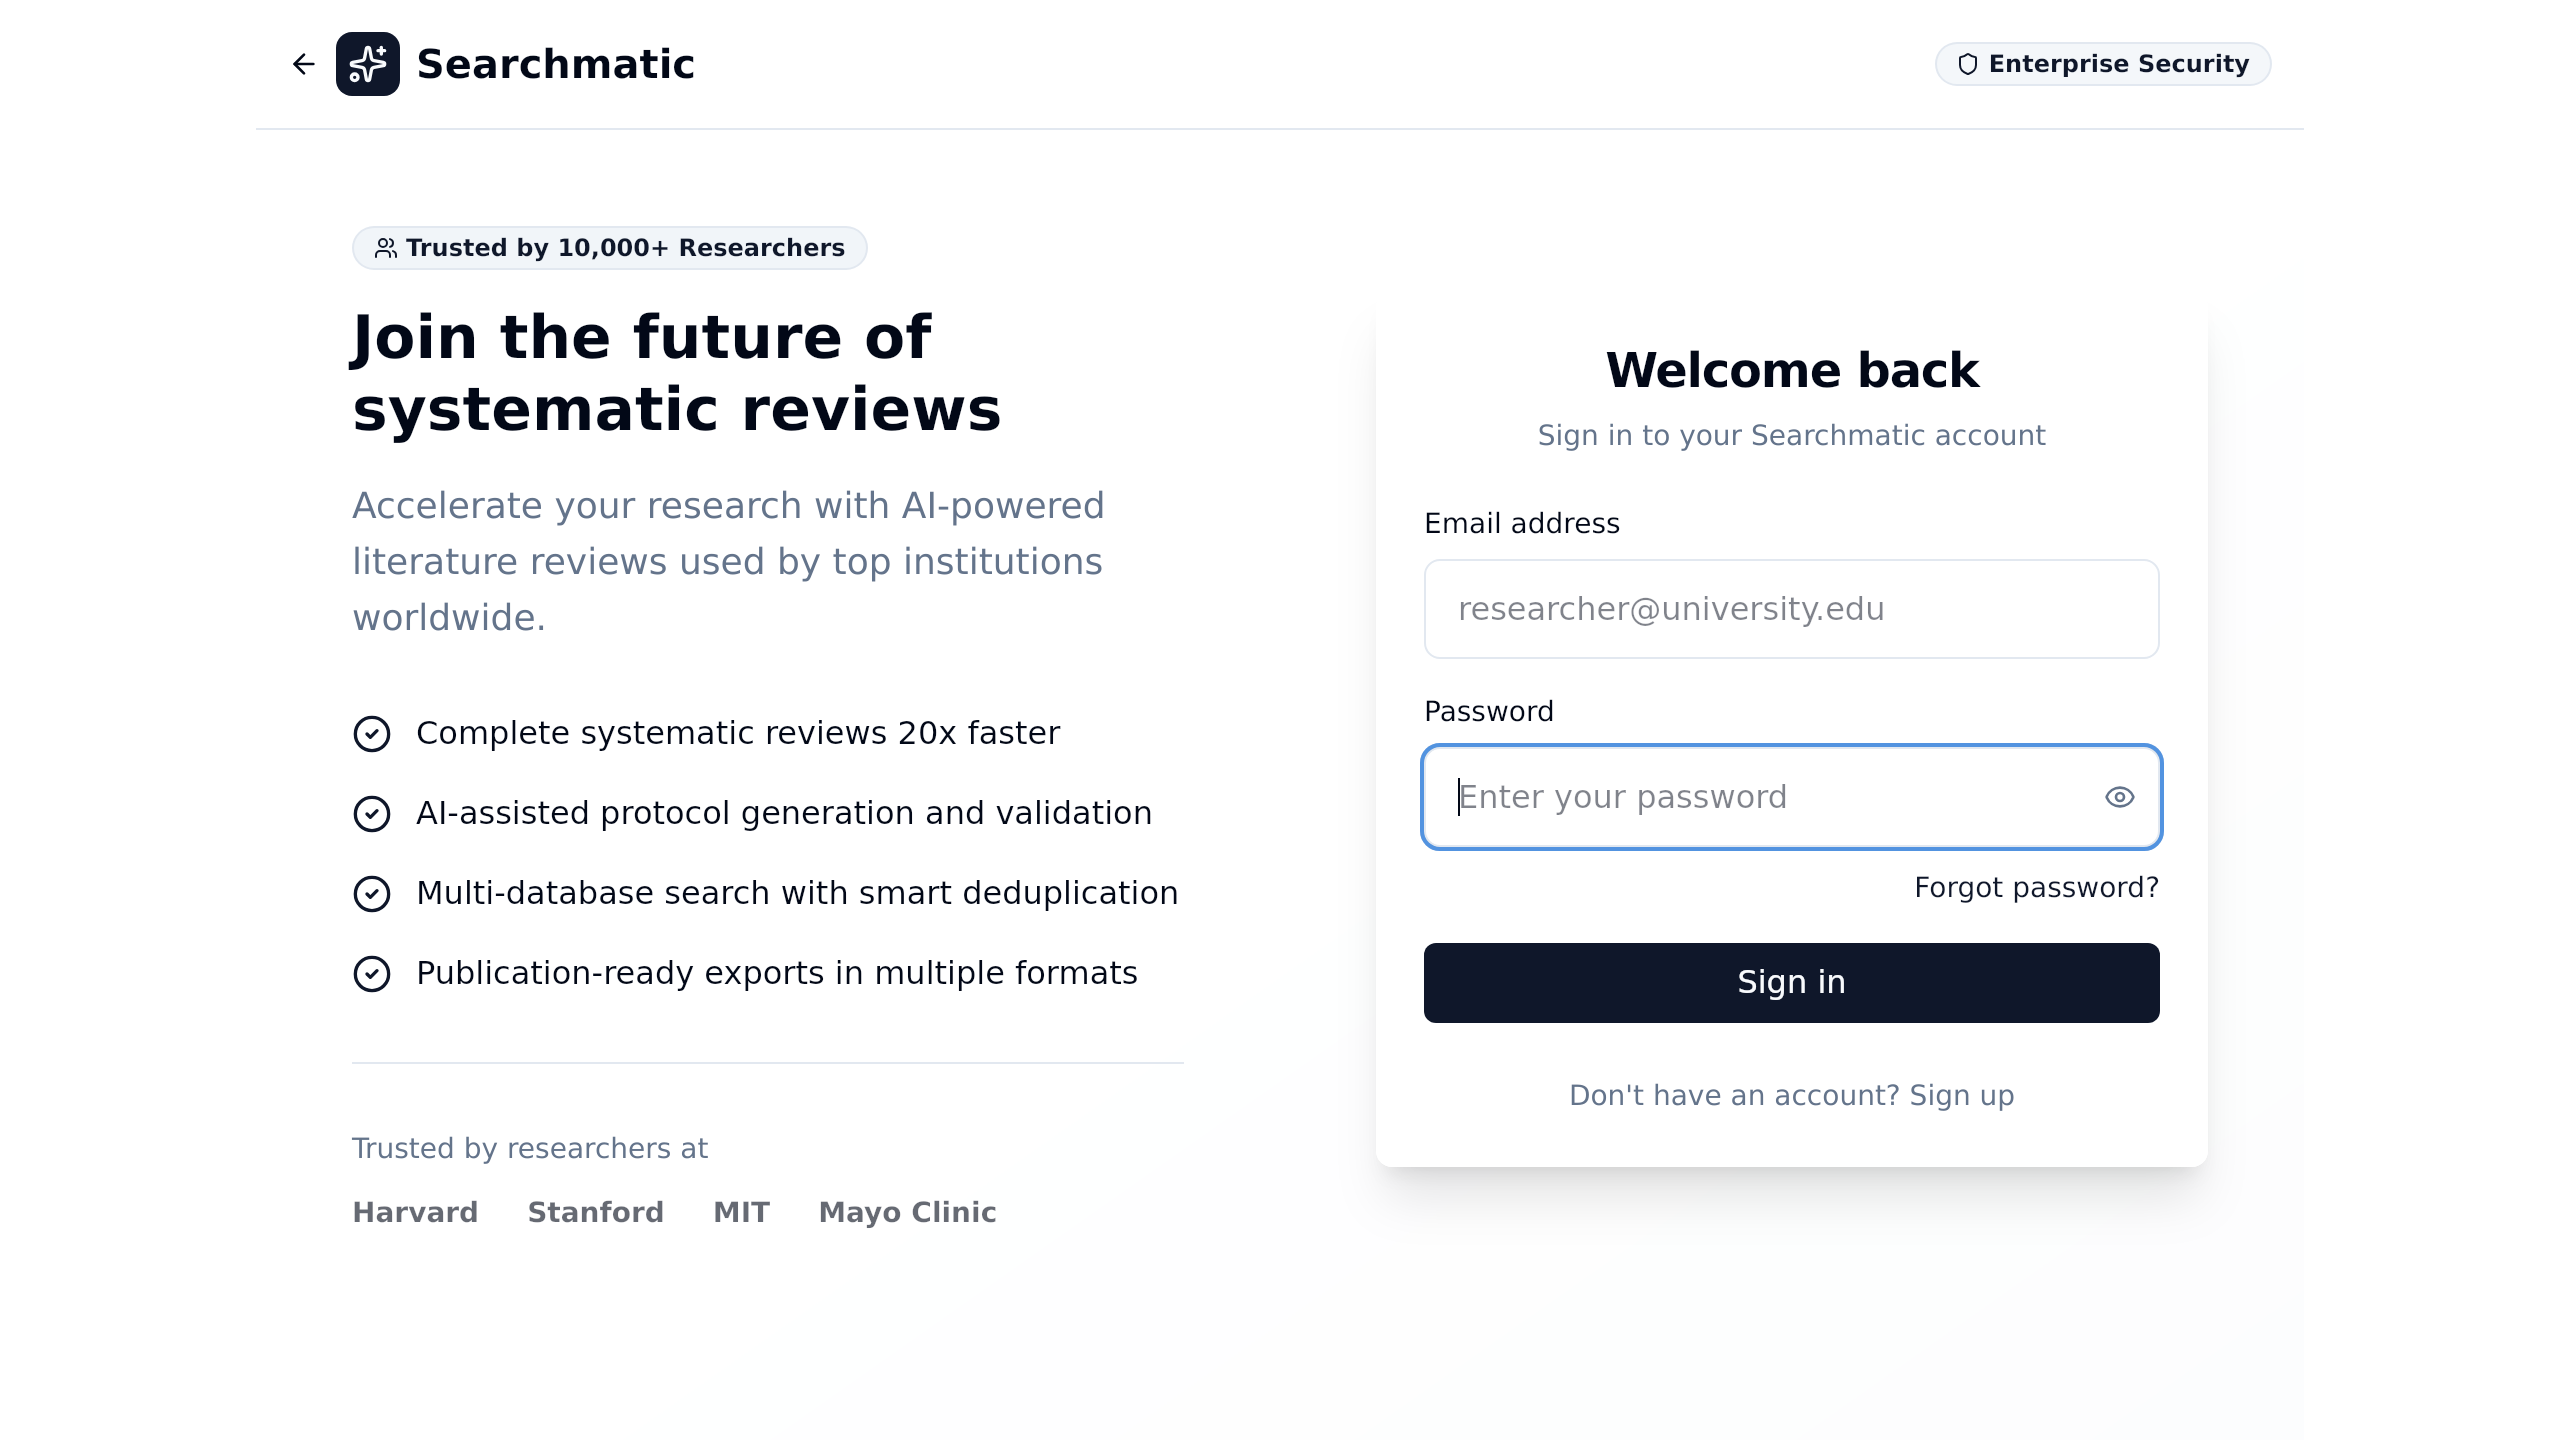 Searchmatic
Enterprise Security
Trusted by 10,000+ Researchers
Join the future of
systematic reviews
Accelerate your research with AI-powered
literature reviews used by top institutions
worldwide.
Complete systematic reviews 20x faster
AI-assisted protocol generation and validation
Multi-database search with smart deduplication
Publication-ready exports in multiple formats
Trusted by researchers at
Harvard Stanford MIT Mayo Clinic
Welcome back
Sign in to your Searchmatic account
Email address
researcher@university.edu
Password
Enter your password
Forgot password?
Sign in
Don't have an account? Sign up